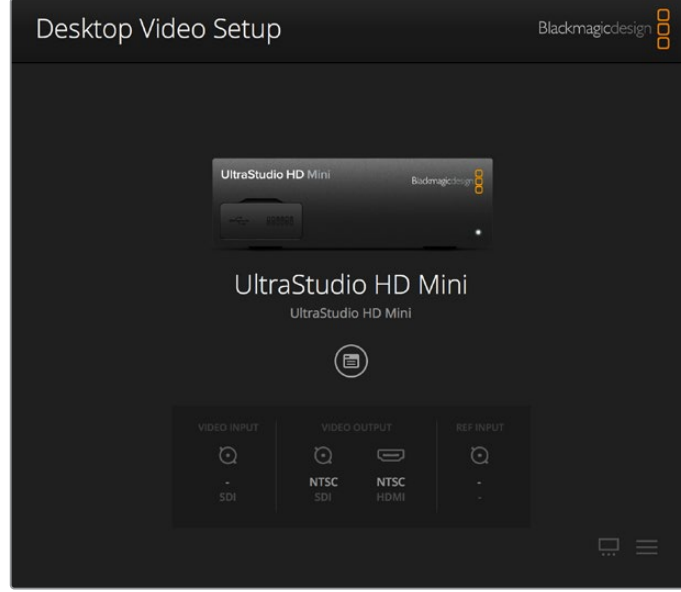 Desktop Video Setup
Blackmagicdesign
UltraStudio HD Mini
Blackmagicdesign
UltraStudio HD Mini
UltraStudio HD Mini
VIDEO INPUT
VIDEO OUTPUT
REF INPUT
- NTSC NTSC -
SDI SDI HDMI -